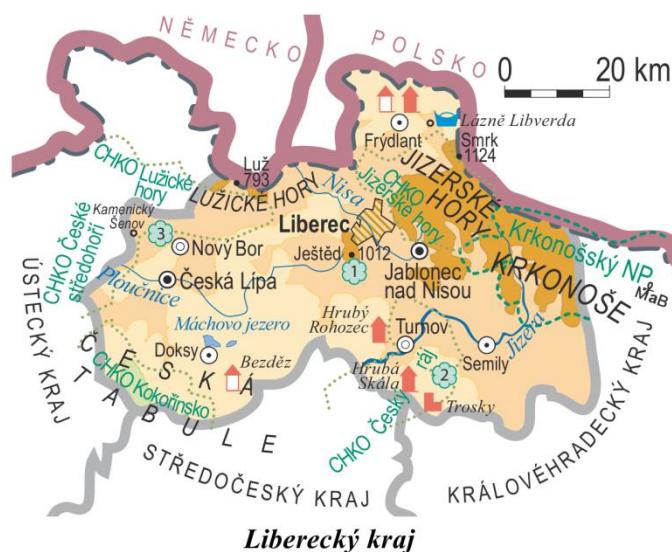 NĚMECKO
POLSKO
0 20 km
Lázně Libverda
Frýdlant
Smrk
1124
CHKO Lužické
hory
Luž
793
LUŽICKÉ HORY
Nisa
CHKO
Jizerské hory
JIZERSKÉ
HORY
Krkonošský NP
& MaB
KRKONOŠE
Kamenický
Šenov
3
Nový Bor
Liberec
Ještěd 1012
1
Jablonec
nad Nisou
CHKO České
středohoří
ÚSTECKÝ KRAJ
Ploučnice
Česká Lípa
Hrubý
Rohozec
Turnov
Jizera
Máchovo jezero
Doksy
Bezděz
Semily
Hrubá
Skála
2
Trosky
CHKO Český ráj
ČESKÁ
TABULE
CHKO Kokořínsko
STŘEDOČESKÝ KRAJ
KRÁLOVÉHRADECKÝ KRAJ
Liberecký kraj